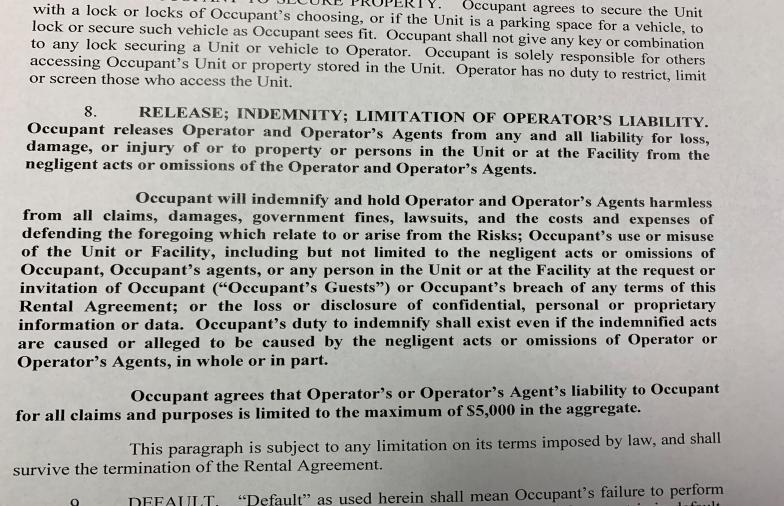 TO SECURE PROPERTY. Occupant agrees to secure the Unit
with a lock or locks of Occupant's choosing, or if the Unit is a parking space for a vehicle, to
lock or secure such vehicle as Occupant sees fit. Occupant shall not give any key or combination
to any lock securing a Unit or vehicle to Operator. Occupant is solely responsible for others
accessing Occupant's Unit or property stored in the Unit. Operator has no duty to restrict, limit
or screen those who access the Unit.
8. RELEASE; INDEMNITY; LIMITATION OF OPERATOR'S LIABILITY.
Occupant releases Operator and Operator's Agents from any and all liability for loss,
damage, or injury of or to property or persons in the Unit or at the Facility from the
negligent acts or omissions of the Operator and Operator's Agents.
Occupant will indemnify and hold Operator and Operator's Agents harmless
from all claims, damages, government fines, lawsuits, and the costs and expenses of
defending the foregoing which relate to or arise from the Risks; Occupant's use or misuse
of the Unit or Facility, including but not limited to the negligent acts or omissions of
Occupant, Occupant's agents, or any person in the Unit or at the Facility at the request or
invitation of Occupant ("Occupant's Guests") or Occupant's breach of any terms of this
Rental Agreement; or the loss or disclosure of confidential, personal or proprietary
information or data. Occupant's duty to indemnify shall exist even if the indemnified acts
are caused or alleged to be caused by the negligent acts or omissions of Operator or
Operator's Agents, in whole or in part.
Occupant agrees that Operator's or Operator's Agent's liability to Occupant
for all claims and purposes is limited to the maximum of $5,000 in the aggregate.
This paragraph is subject to any limitation on its terms imposed by law, and shall
survive the termination of the Rental Agreement.
9. DEFAULT. "Default" as used herein shall mean Occupant's failure to perform